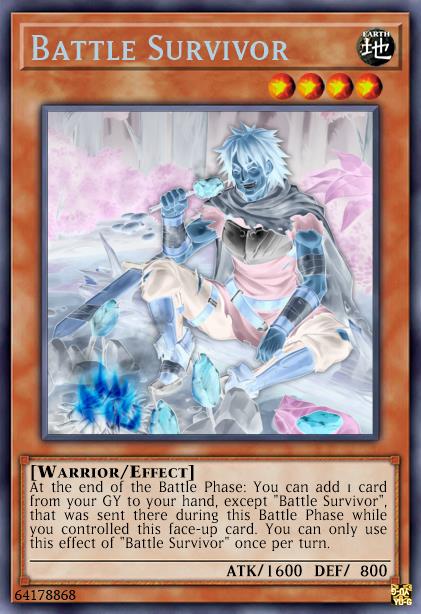 Battle Survivor
EARTH
地
[Warrior/Effect]
At the end of the Battle Phase: You can add 1 card
from your GY to your hand, except "Battle Survivor",
that was sent there during this Battle Phase while
you controlled this face-up card. You can only use
this effect of "Battle Survivor" once per turn.
ATK/1600 DEF/ 800
64178868